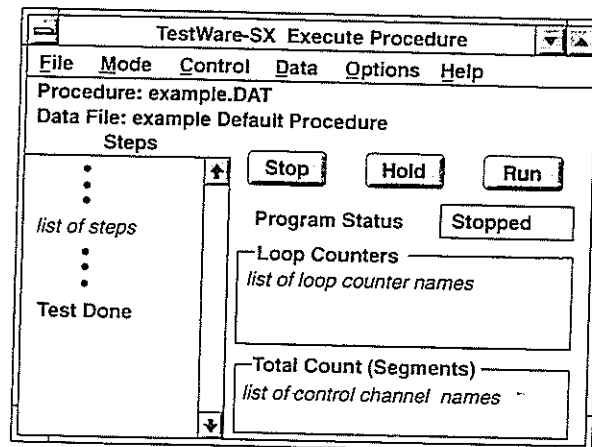 TestWare-SX Execute Procedure
File Mode Control Data Options Help
Procedure: example.DAT
Data File: example Default Procedure
Steps
Stop Hold Run
list of steps
Program Status Stopped
Loop Counters
list of loop counter names
Test Done
Total Count (Segments)
list of control channel names